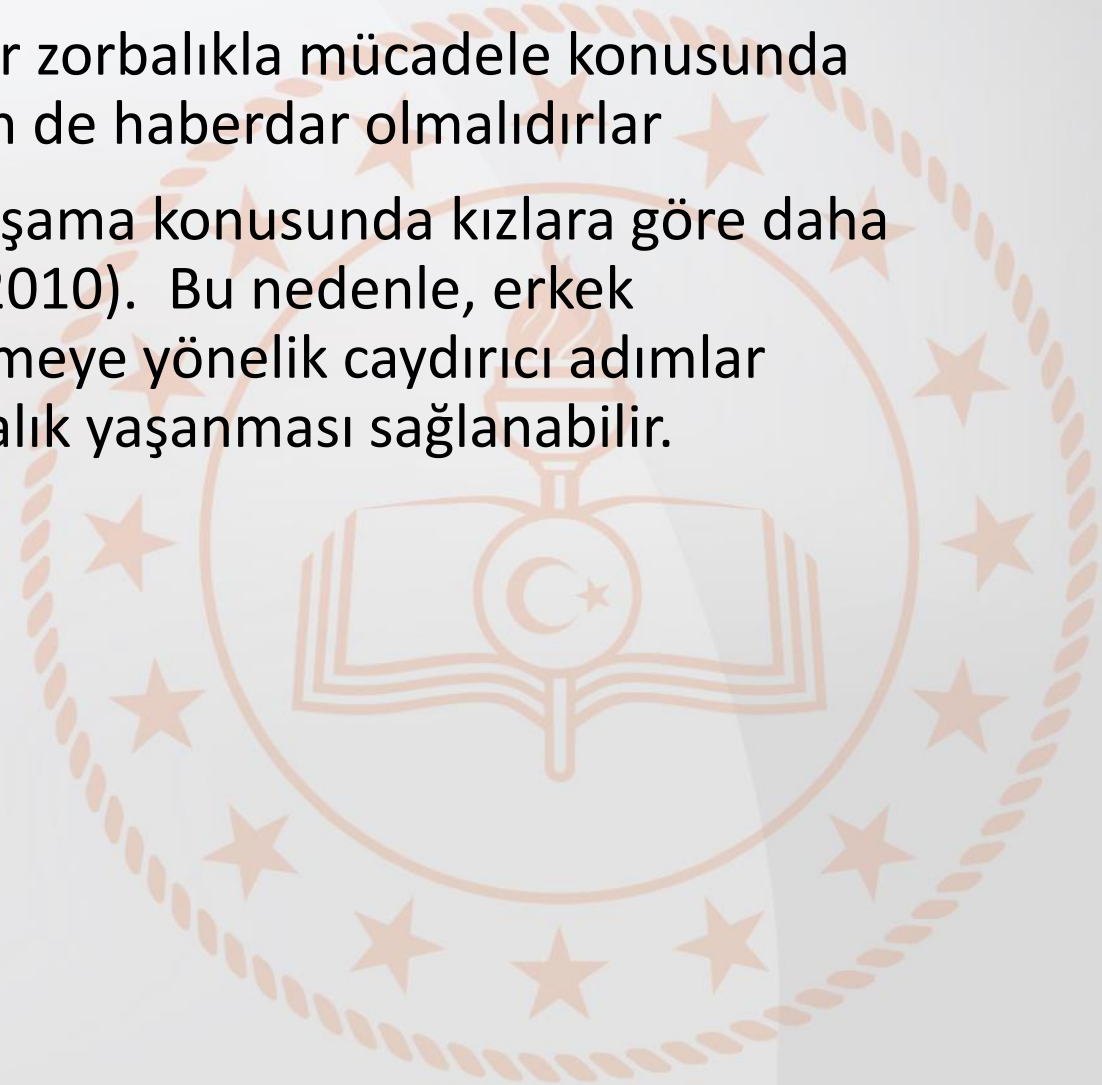 r zorbalıkla mücadele konusunda
n de haberdar olmalıdırlar
şama konusunda kızlara göre daha
2010).  Bu nedenle, erkek
meye yönelik caydırıcı adımlar
alık yaşanması sağlanabilir.